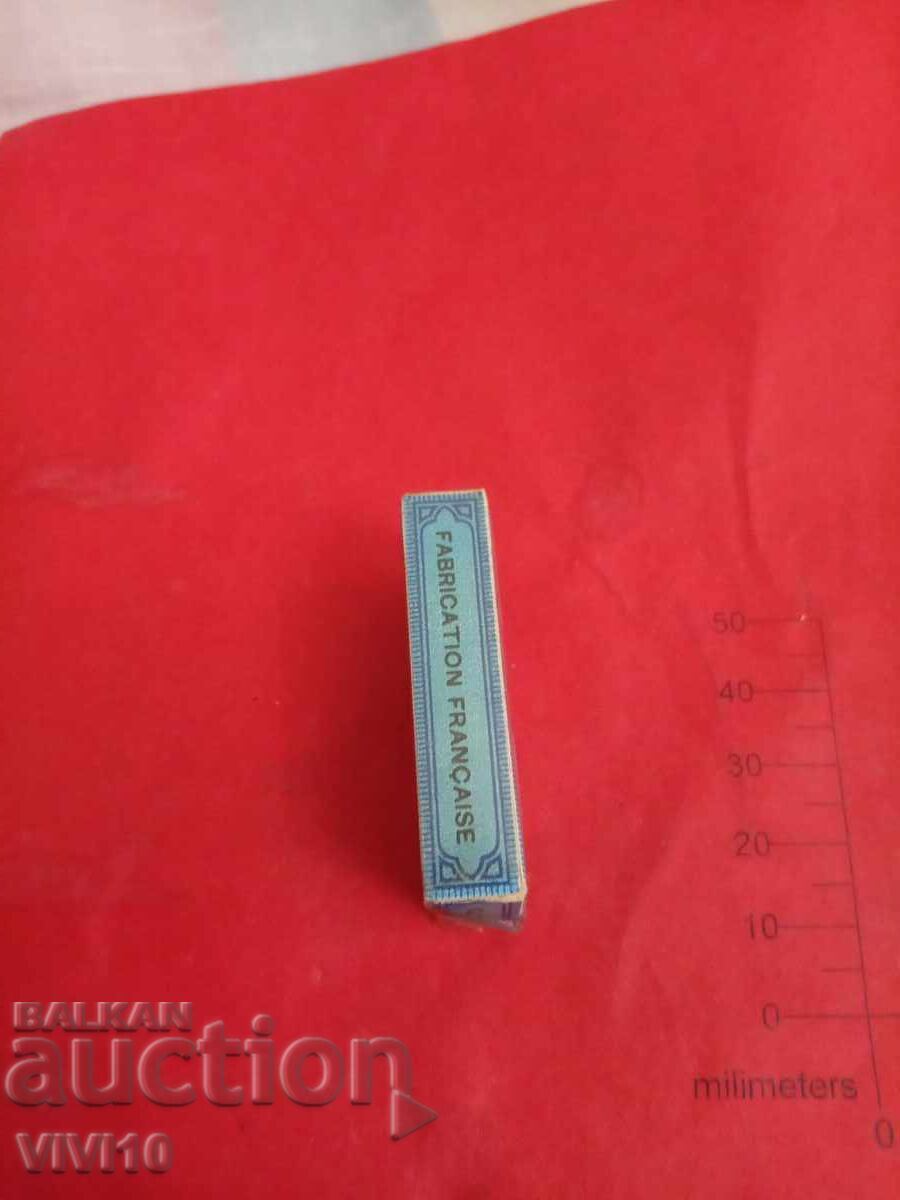 FABRICATION FRANÇAISE
50
40
30
20
10
0
milimeters
0
BALKAN
auction
VIVI10